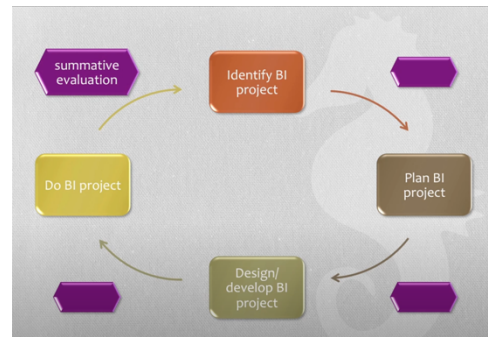 summative
evaluation
Identify BI
project
Do BI project
Plan BI
project
Design/
develop BI
project